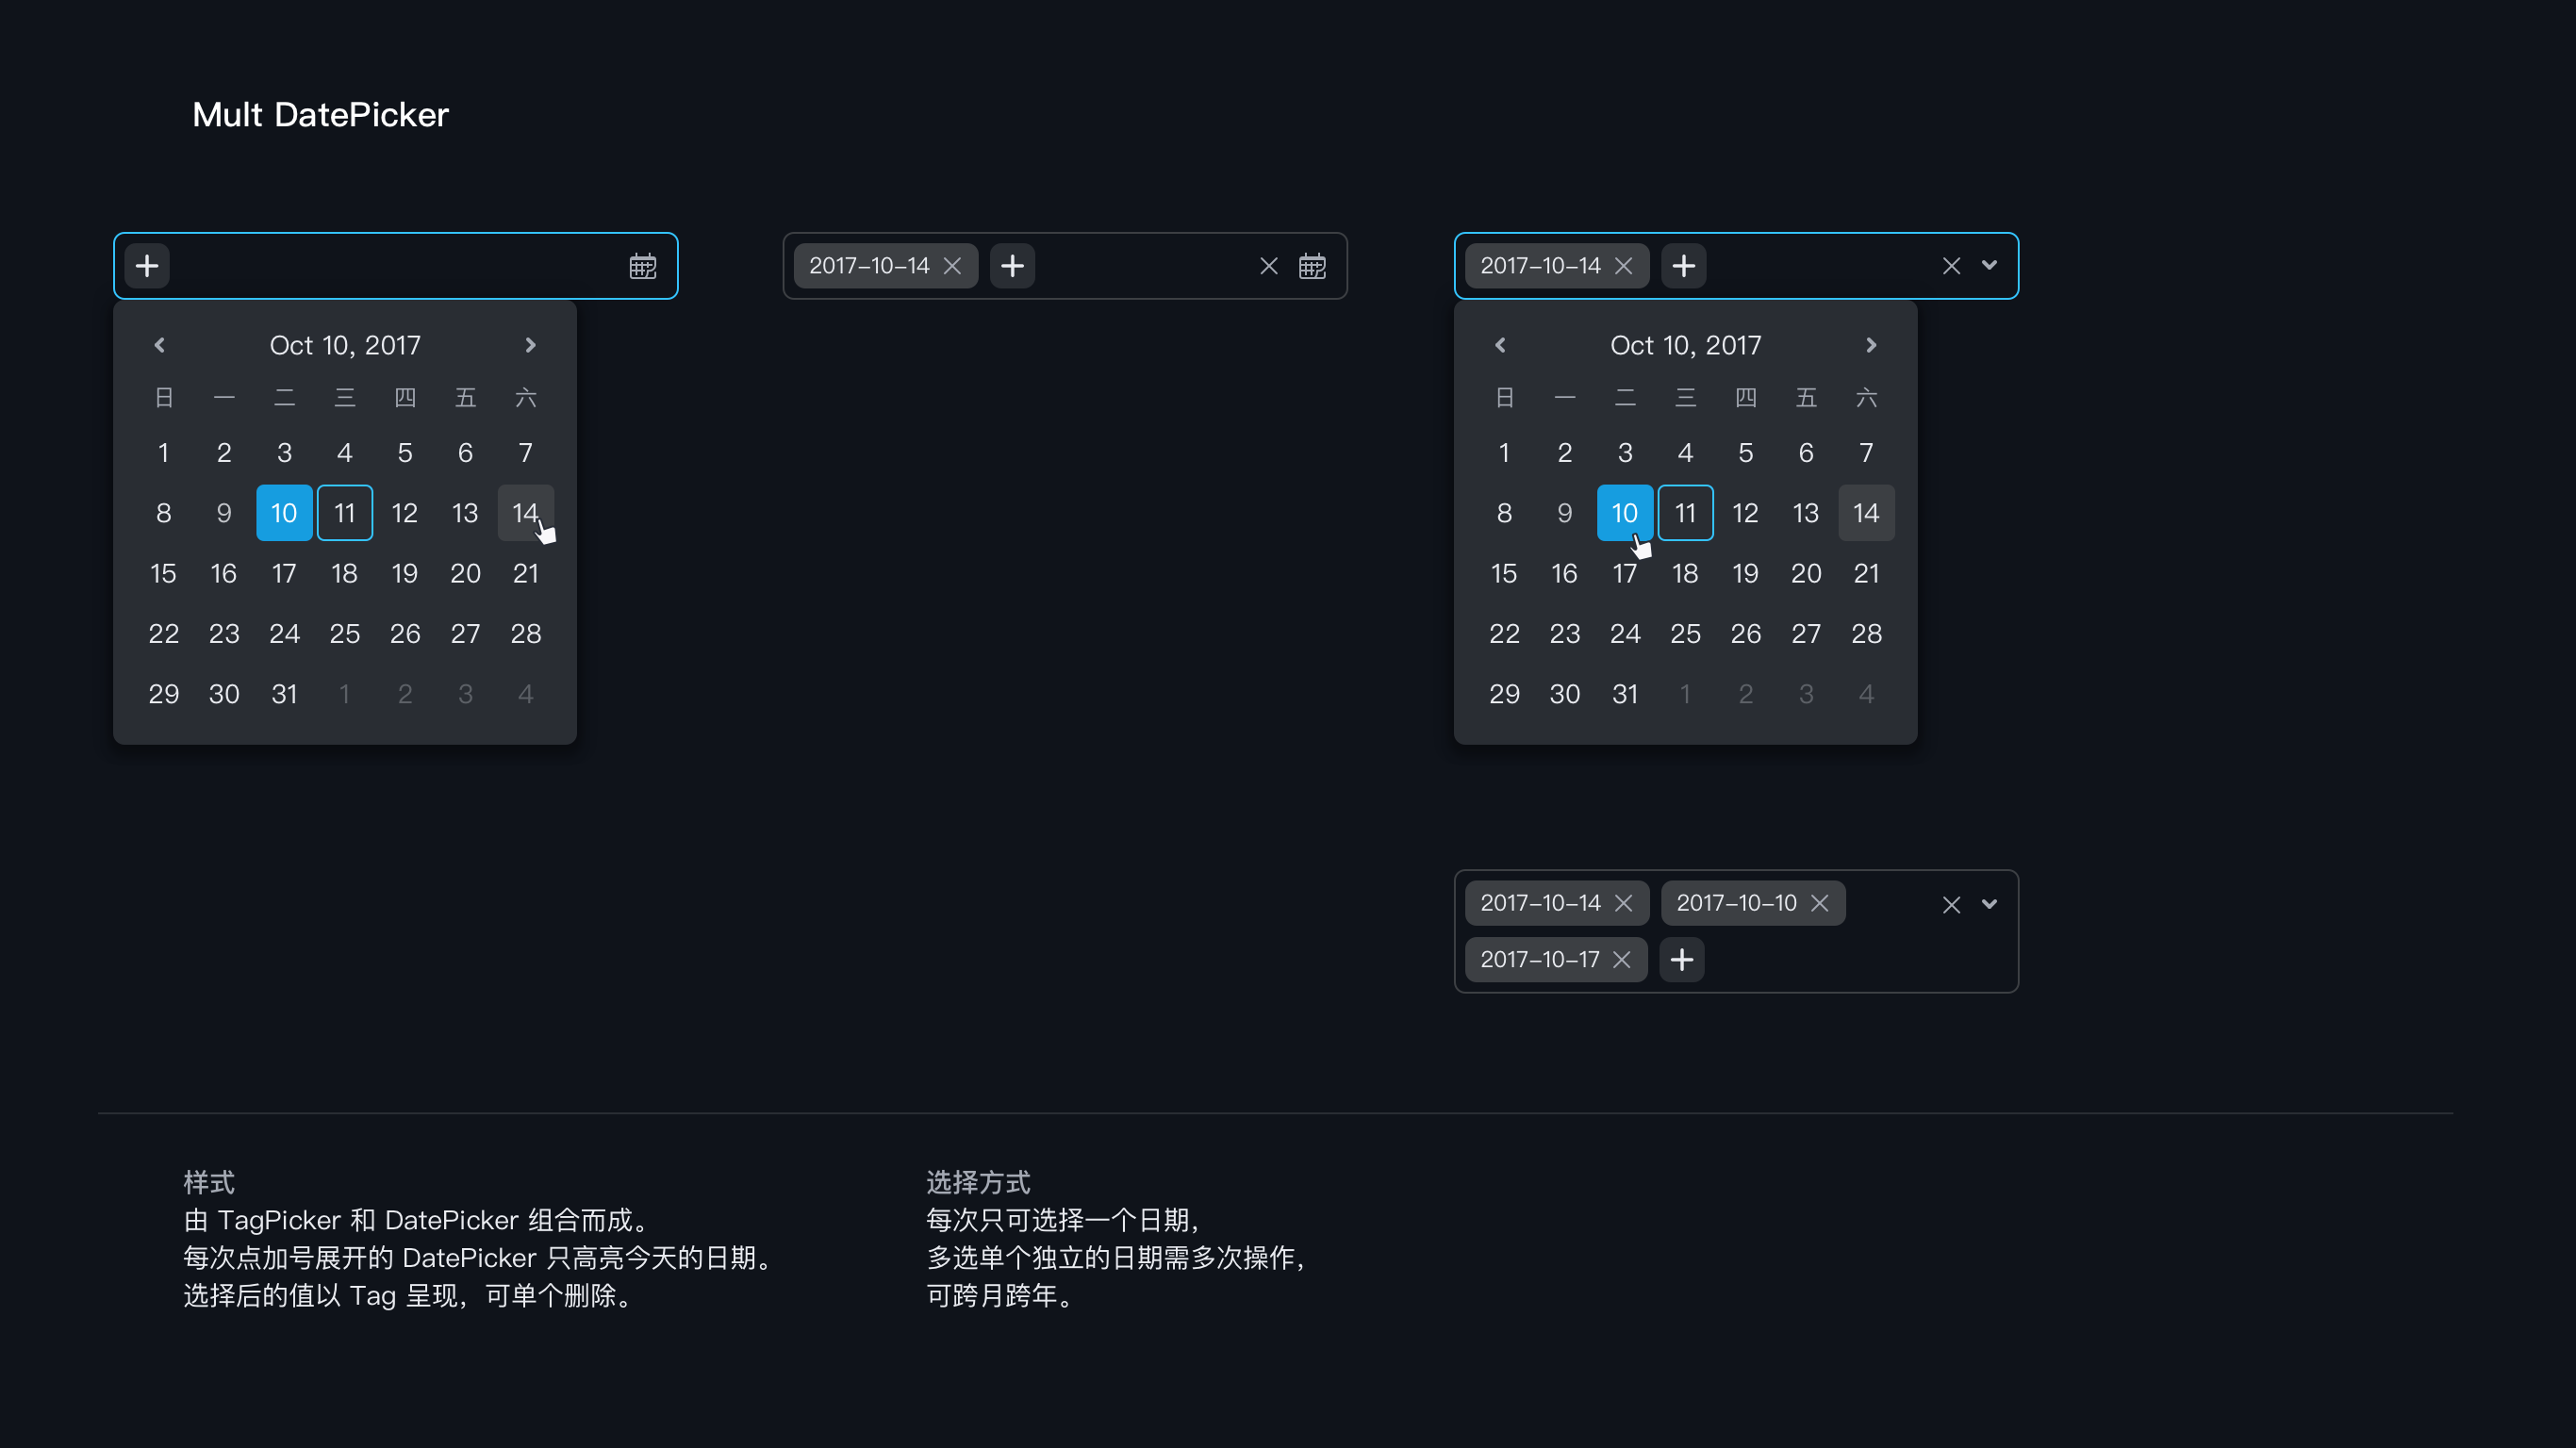 Mult DatePicker
2017-10-14
2017-10-14
Oct 10, 2017
日 一 二 三 四 五 六
1 2 3 4 5 6 7
8 9 10 11 12 13 14
15 16 17 18 19 20 21
22 23 24 25 26 27 28
29 30 31 1 2 3 4
Oct 10, 2017
日 一 二 三 四 五 六
1 2 3 4 5 6 7
8 9 10 11 12 13 14
15 16 17 18 19 20 21
22 23 24 25 26 27 28
29 30 31 1 2 3 4
2017-10-14 2017-10-10
2017-10-17
样式
由 TagPicker 和 DatePicker 组合而成。
每次点加号展开的 DatePicker 只高亮今天的日期。
选择后的值以 Tag 呈现，可单个删除。
选择方式
每次只可选择一个日期，
多选单个独立的日期需多次操作，
可跨月跨年。